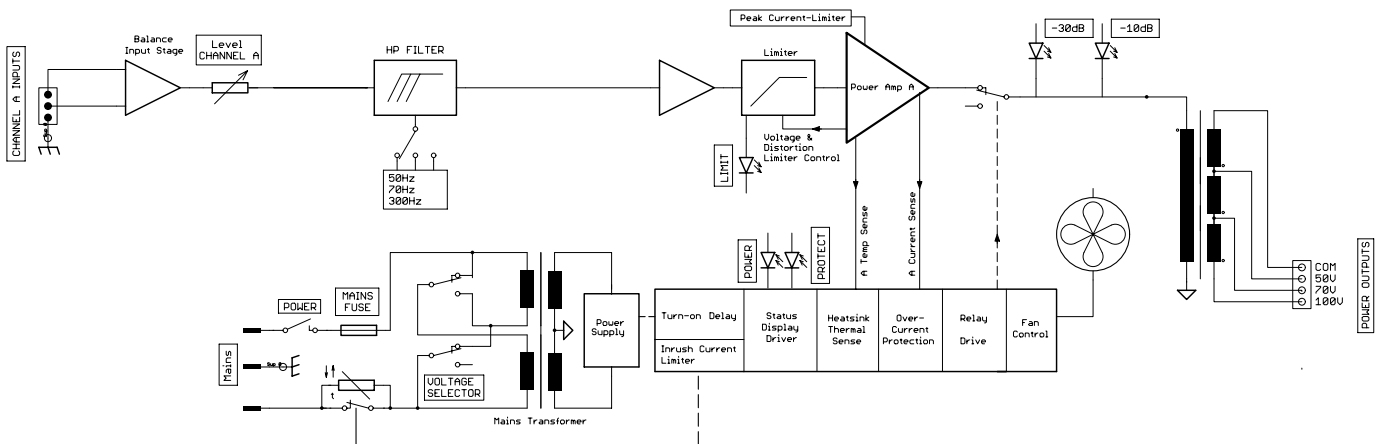 Peak Current-Limiter
-30dB
-10dB
Balance
Input Stage
Level
CHANNEL A
HP FILTER
Limiter
CHANNEL A INPUTS
Power Amp A
Voltage &
Distortion
Limiter Control
LIMIT
50Hz
70Hz
300Hz
A Temp Sense
A Current Sense
POWER
PROTECT
COM
50V
70V
100V
POWER OUTPUTS
POWER
MAINS
FUSE
Mains
t
VOLTAGE
SELECTOR
Mains Transformer
Power
Supply
Turn-on Delay
Inrush Current
Limiter
Status
Display
Driver
Heatsink
Thermal
Sense
Over-
Current
Protection
Relay
Drive
Fan
Control